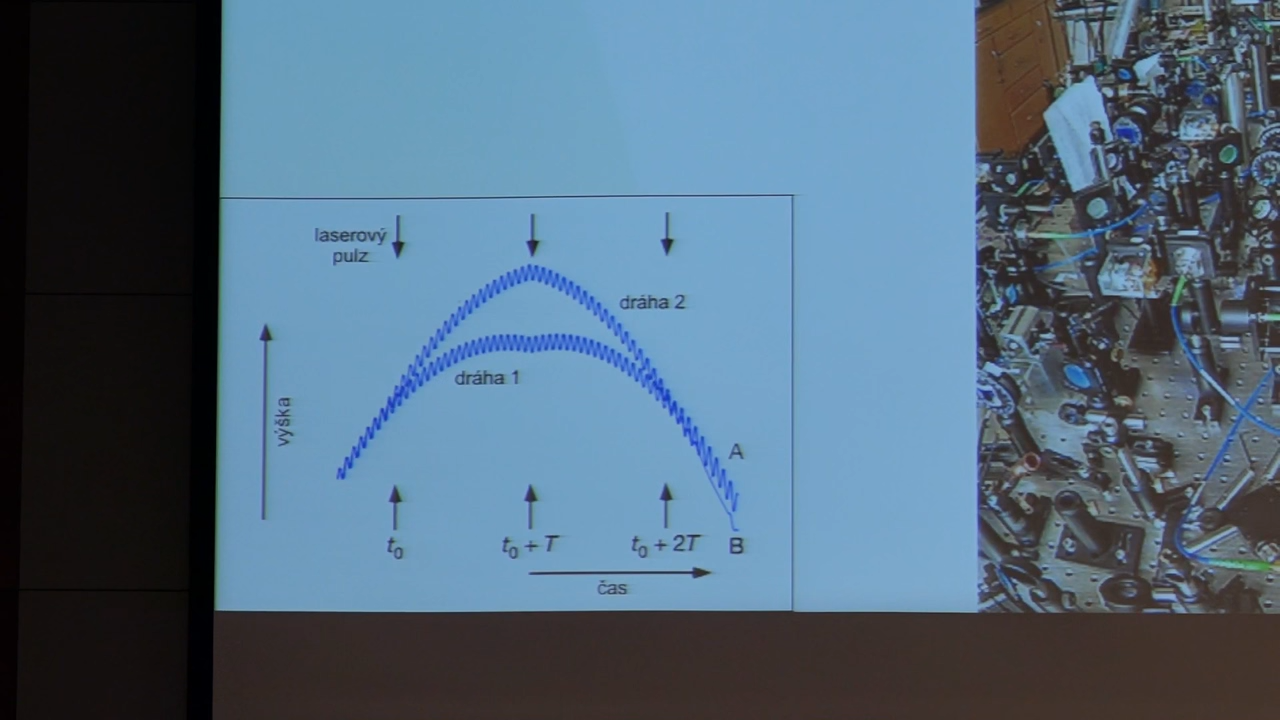 laserový
pulz
dráha 2
dráha 1
výška
A
t₀
t₀ + T
t₀ + 2T
B
čas